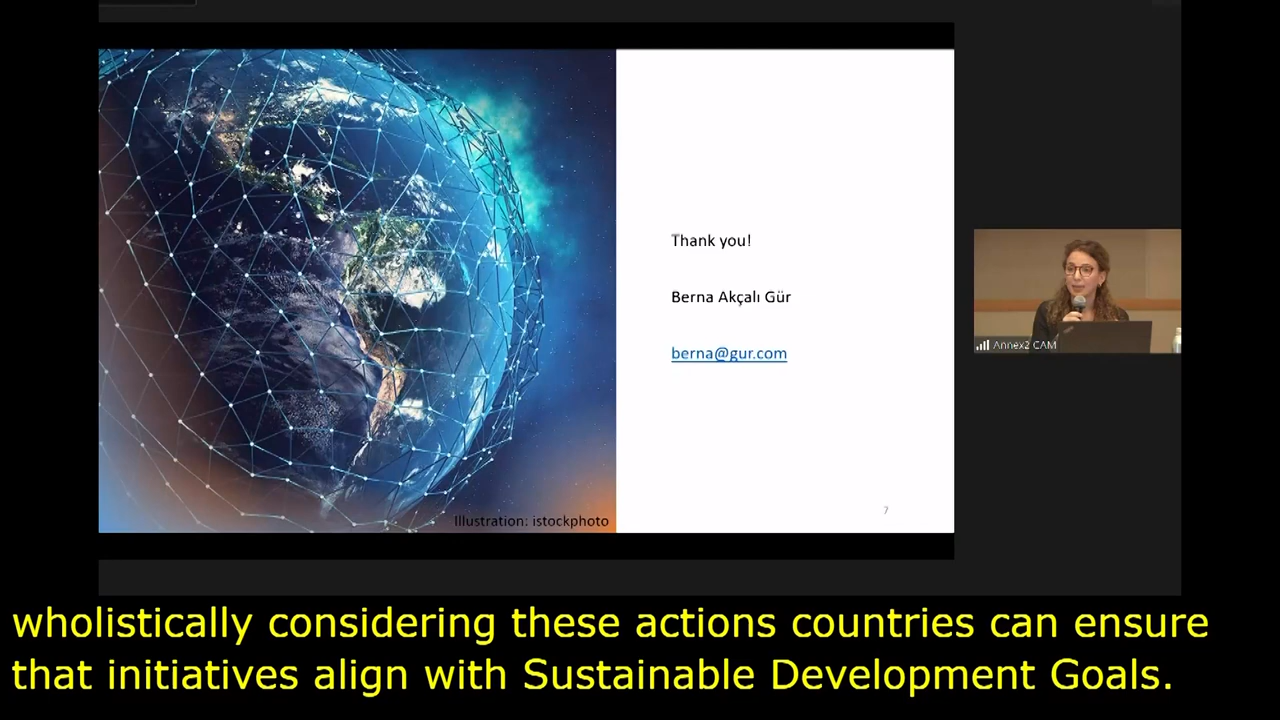 Thank you!
Berna Akçalı Gür
berna@gur.com
7
Illustration: istockphoto
Annex2 CAM
wholistically considering these actions countries can ensure
that initiatives align with Sustainable Development Goals.